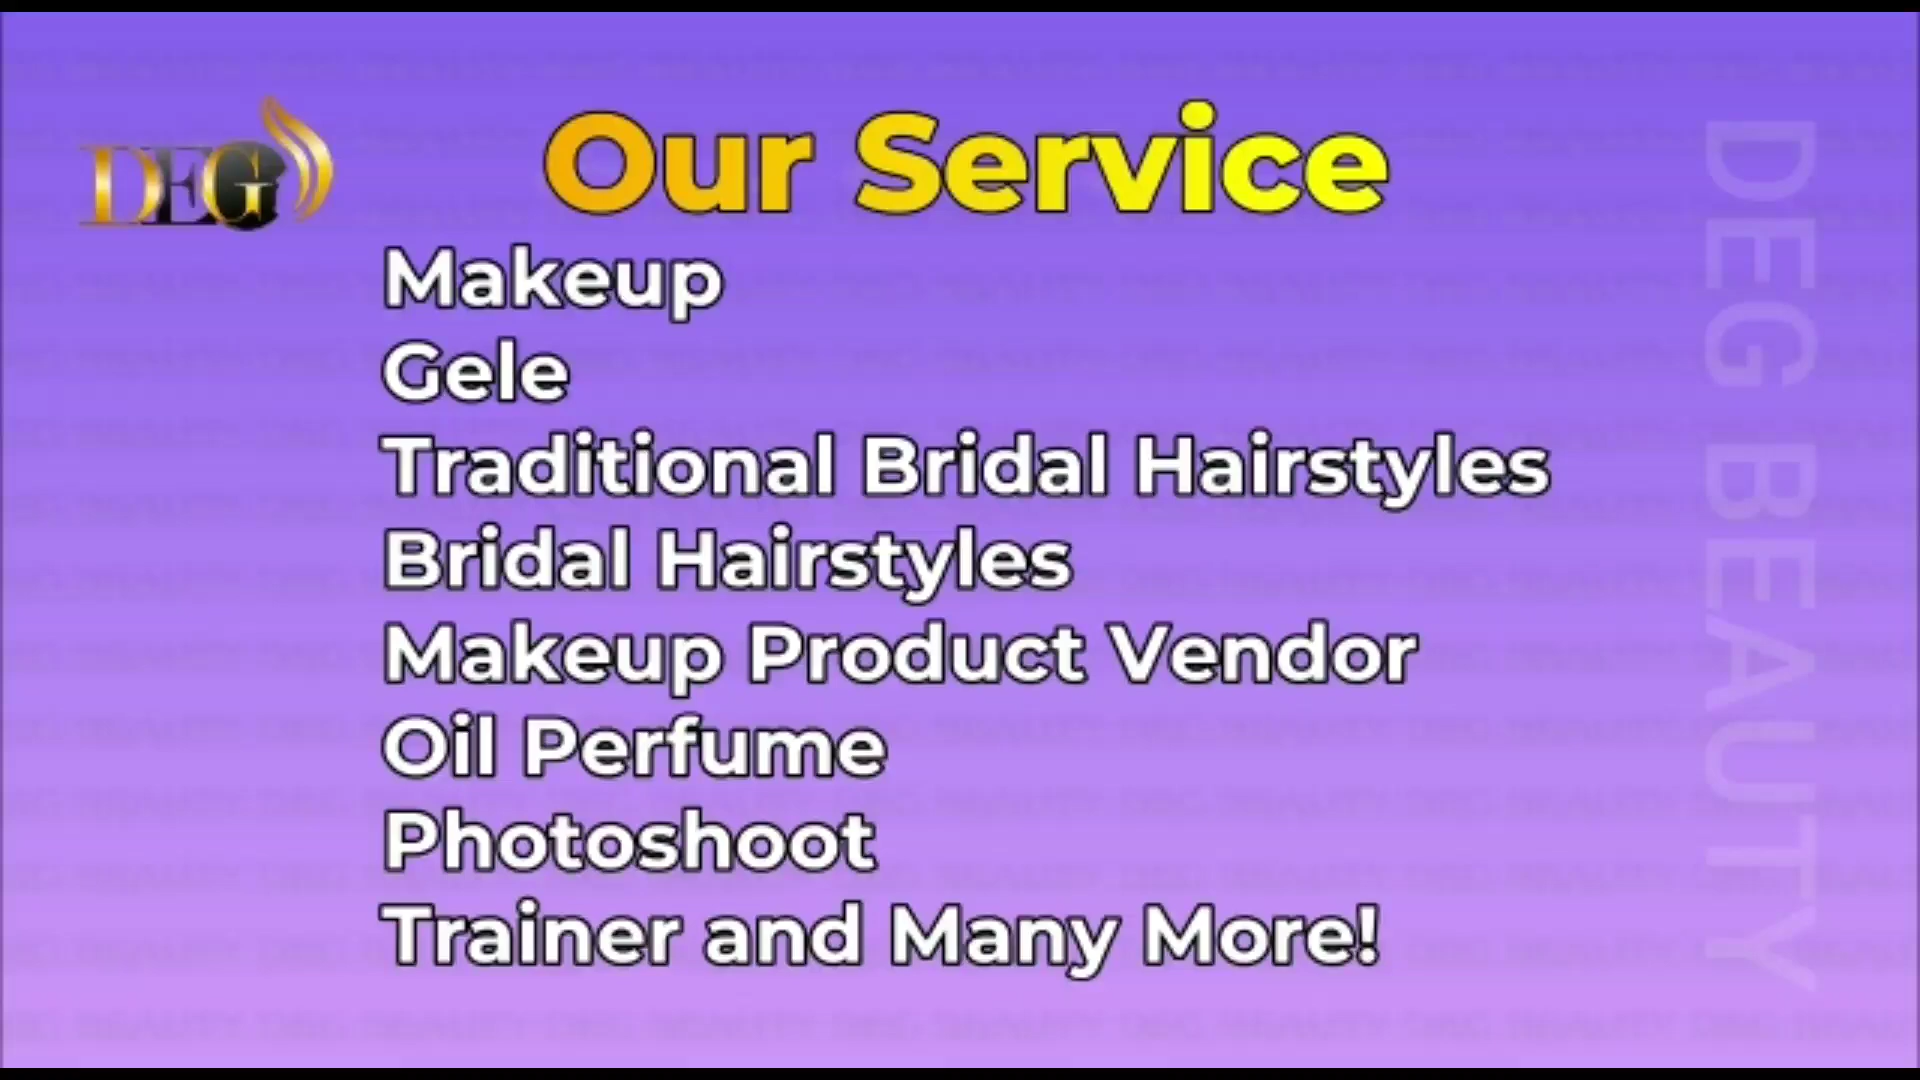 DEG
Our Service
Makeup
Gele
Traditional Bridal Hairstyles
Bridal Hairstyles
Makeup Product Vendor
Oil Perfume
Photoshoot
Trainer and Many More!
DEG BEAUTY